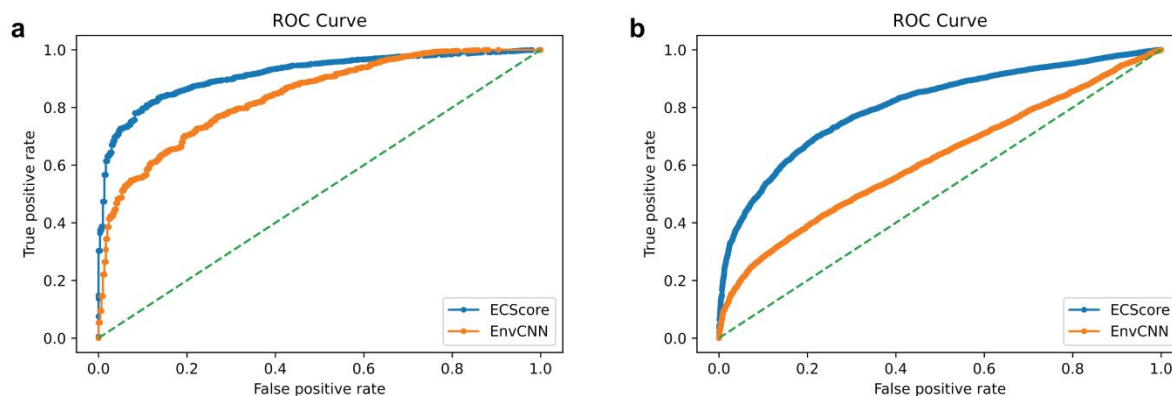 a
ROC Curve
True positive rate
1.0
0.8
0.6
0.4
0.2
0.0
0.0 0.2 0.4 0.6 0.8 1.0
False positive rate
ECScore
EnvCNN
b
ROC Curve
True positive rate
1.0
0.8
0.6
0.4
0.2
0.0
0.0 0.2 0.4 0.6 0.8 1.0
False positive rate
ECScore
EnvCNN